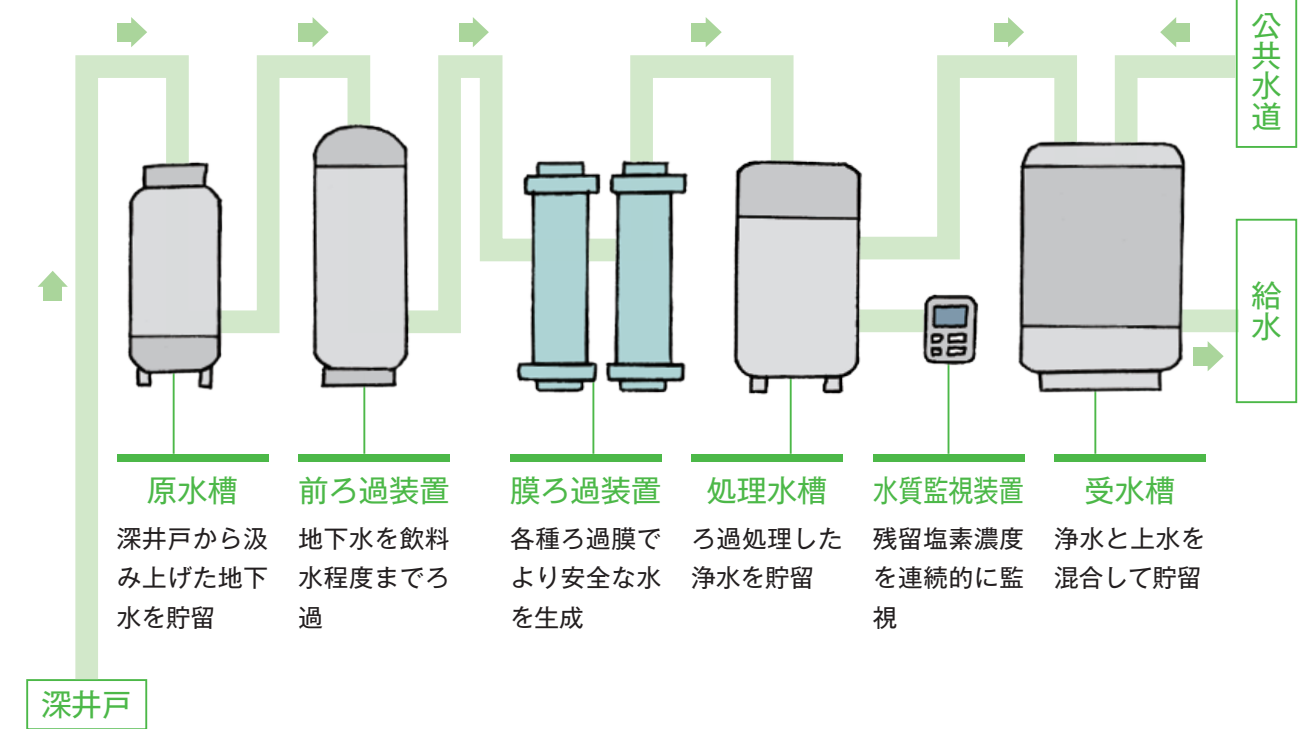 公共水道
給水
原水槽
深井戸から汲
み上げた地下
水を貯留
前ろ過装置
地下水を飲料
水程度までろ
過
膜ろ過装置
各種ろ過膜で
より安全な水
を生成
処理水槽
ろ過処理した
浄水を貯留
水質監視装置
残留塩素濃度
を連続的に監
視
受水槽
浄水と上水を
混合して貯留
深井戸